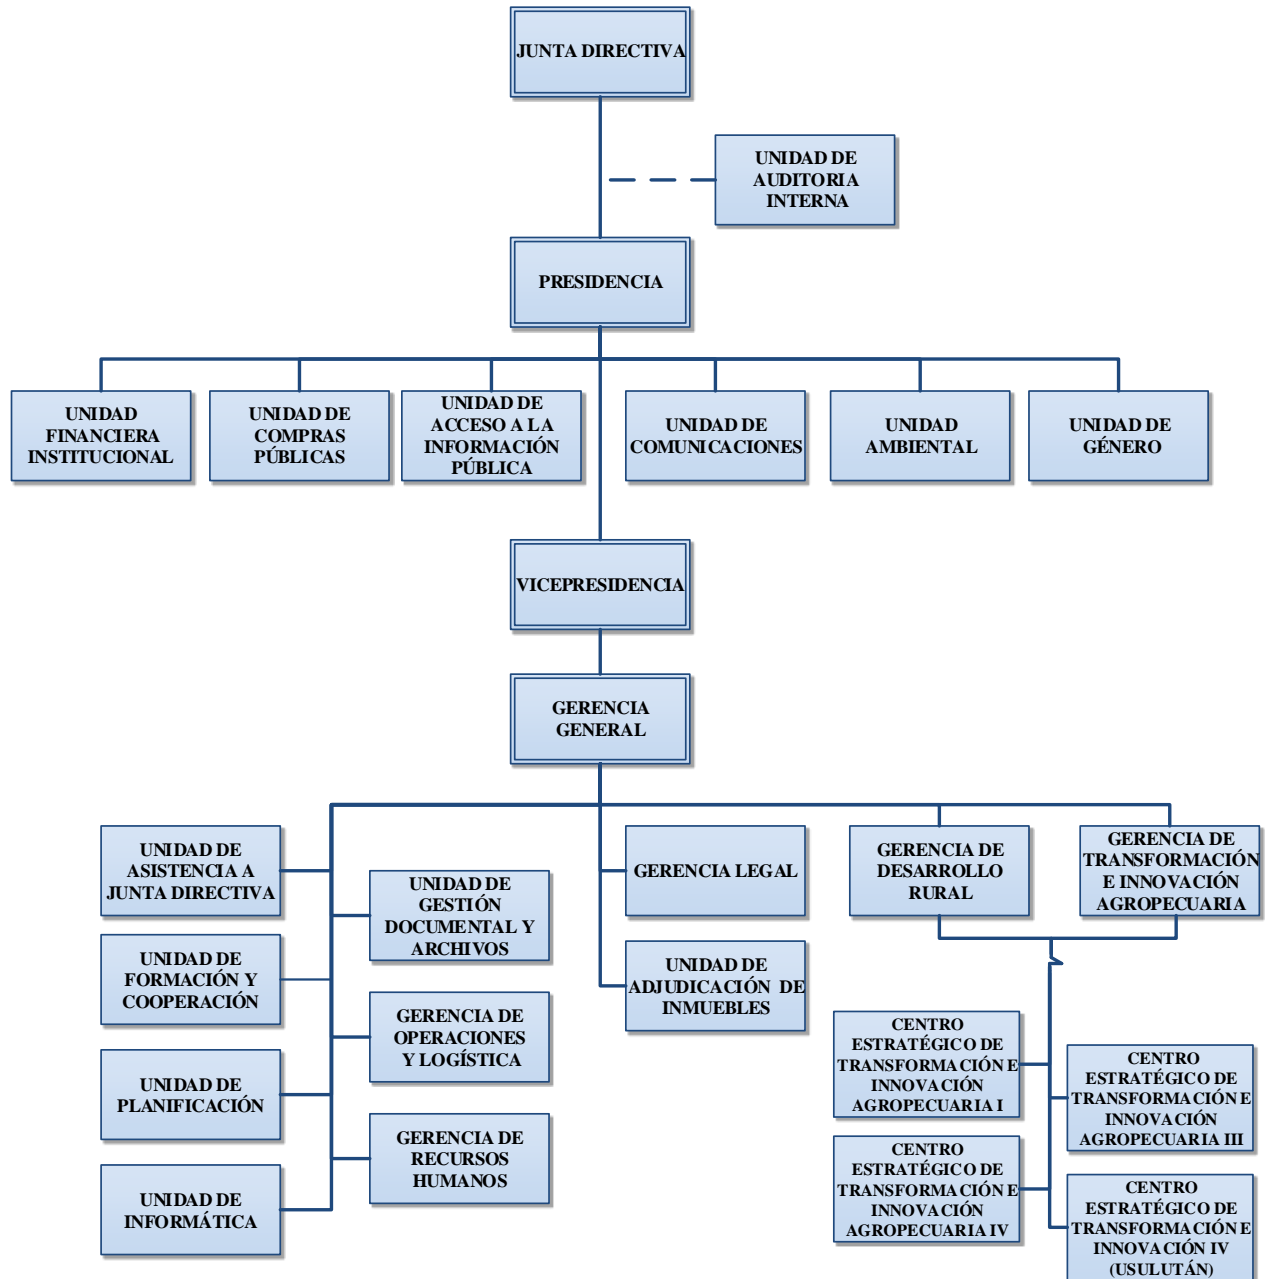 JUNTA DIRECTIVA
UNIDAD DE
AUDITORIA
INTERNA
PRESIDENCIA
UNIDAD
FINANCIERA
INSTITUCIONAL
UNIDAD DE
COMPRAS
PÚBLICAS
UNIDAD DE
ACCESO A LA
INFORMACIÓN
PÚBLICA
UNIDAD DE
COMUNICACIONES
UNIDAD
AMBIENTAL
UNIDAD DE
GÉNERO
VICEPRESIDENCIA
GERENCIA
GENERAL
UNIDAD DE
ASISTENCIA A
JUNTA DIRECTIVA
UNIDAD DE
GESTIÓN
DOCUMENTAL Y
ARCHIVOS
UNIDAD DE
FORMACIÓN Y
COOPERACIÓN
GERENCIA DE
OPERACIONES
Y LOGÍSTICA
UNIDAD DE
PLANIFICACIÓN
GERENCIA DE
RECURSOS
HUMANOS
UNIDAD DE
INFORMÁTICA
GERENCIA LEGAL
UNIDAD DE
ADJUDICACIÓN DE
INMUEBLES
GERENCIA DE
DESARROLLO
RURAL
GERENCIA DE
TRANSFORMACIÓN
E INNOVACIÓN
AGROPECUARIA
CENTRO
ESTRATÉGICO DE
TRANSFORMACIÓN E
INNOVACIÓN
AGROPECUARIA I
CENTRO
ESTRATÉGICO DE
TRANSFORMACIÓN E
INNOVACIÓN
AGROPECUARIA III
CENTRO
ESTRATÉGICO DE
TRANSFORMACIÓN E
INNOVACIÓN
AGROPECUARIA IV
CENTRO
ESTRATÉGICO DE
TRANSFORMACIÓN E
INNOVACIÓN IV
(USULUTÁN)